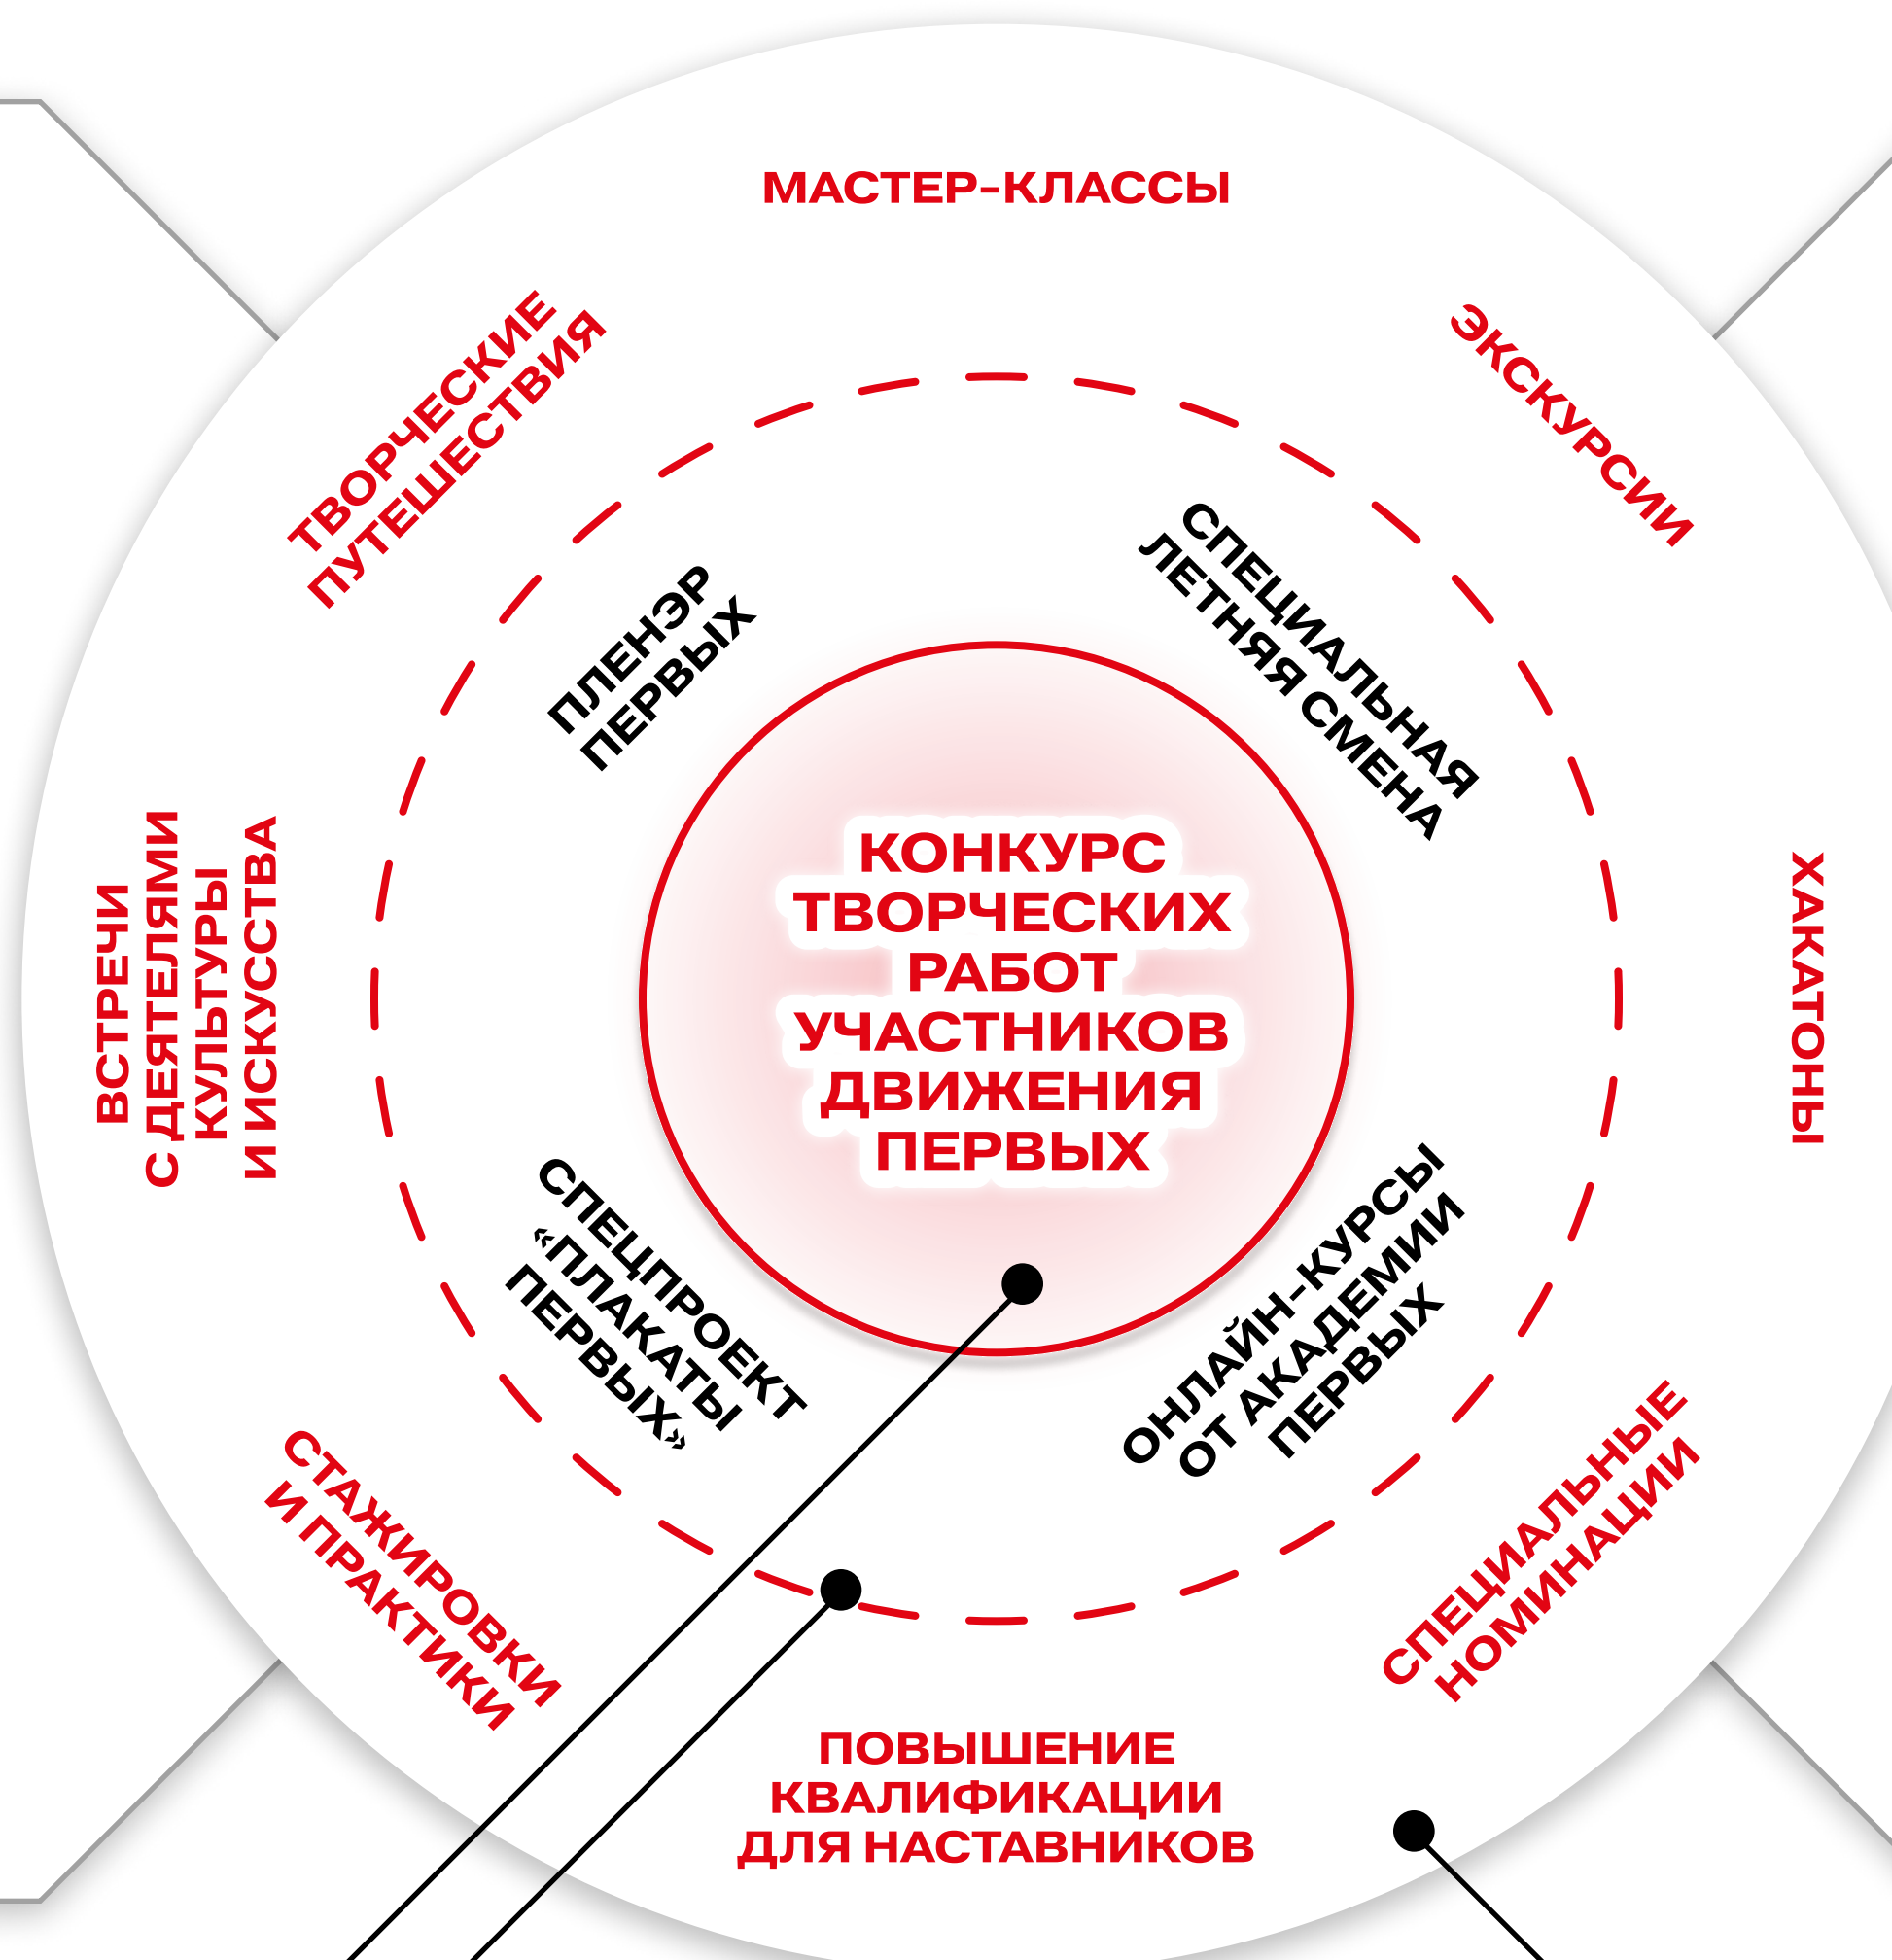 МАСТЕР-КЛАССЫ
ТВОРЧЕСКИЕ
ПУТЕШЕСТВИЯ
ЭКСКУРСИИ
ПЛЕНЭР
ПЕРВЫХ
СПЕЦИАЛЬНАЯ
ЛЕТНЯЯ СМЕНА
ВСТРЕЧИ
С ДЕЯТЕЛЯМИ
КУЛЬТУРЫ
И ИСКУССТВА
КОНКУРС
ТВОРЧЕСКИХ
РАБОТ
УЧАСТНИКОВ
ДВИЖЕНИЯ
ПЕРВЫХ
ХАКАТОНЫ
СПЕЦПРОЕКТ
«ПЛАКАТЫ
ПЕРВЫХ»
ОНЛАЙН-КУРСЫ
ОТ АКАДЕМИИ
ПЕРВЫХ
СТАЖИРОВКИ
И ПРАКТИКИ
СПЕЦИАЛЬНЫЕ
НОМИНАЦИИ
ПОВЫШЕНИЕ
КВАЛИФИКАЦИИ
ДЛЯ НАСТАВНИКОВ